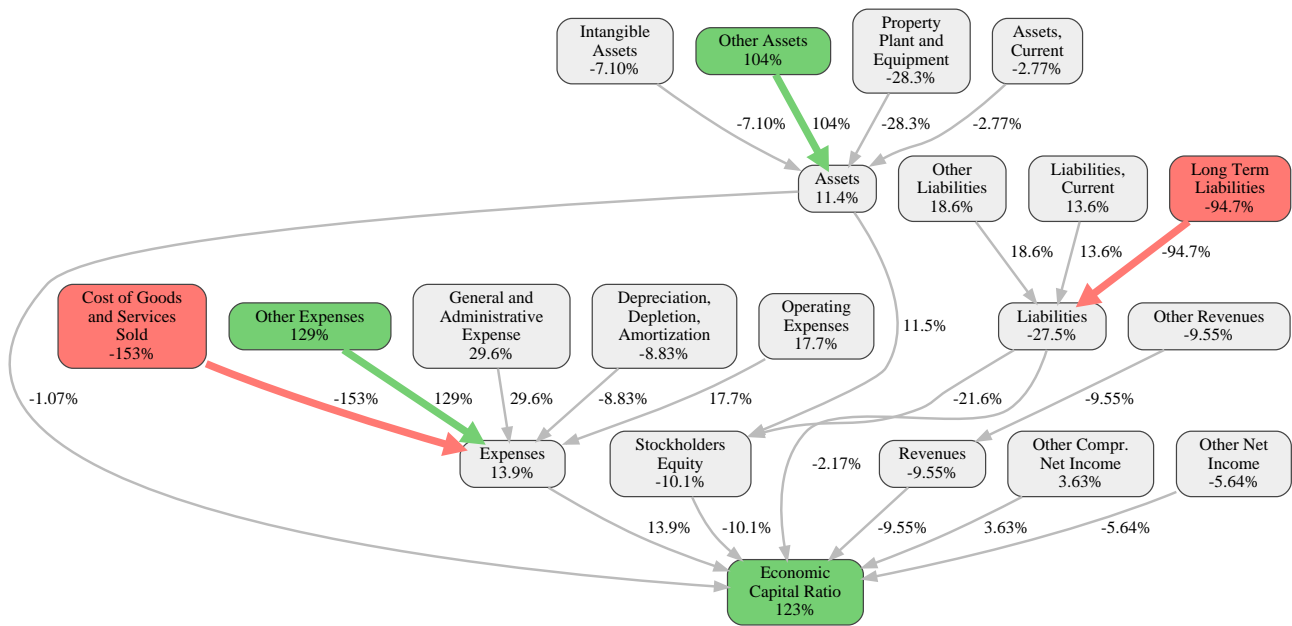 Intangible
Assets
-7.10%
Other Assets
104%
Property
Plant and
Equipment
-28.3%
Assets,
Current
-2.77%
-7.10%
104%
-28.3%
-2.77%
Assets
11.4%
Other
Liabilities
18.6%
Liabilities,
Current
13.6%
Long Term
Liabilities
-94.7%
18.6%
13.6%
-94.7%
Cost of Goods
and Services
Sold
-153%
Other Expenses
129%
General and
Administrative
Expense
29.6%
Depreciation,
Depletion,
Amortization
-8.83%
Operating
Expenses
17.7%
11.5%
Liabilities
-27.5%
Other Revenues
-9.55%
-1.07%
-153%
129%
29.6%
-8.83%
17.7%
-21.6%
-9.55%
Expenses
13.9%
Stockholders
Equity
-10.1%
-2.17%
Revenues
-9.55%
Other Compr.
Net Income
3.63%
Other Net
Income
-5.64%
13.9%
-10.1%
-9.55%
3.63%
-5.64%
Economic
Capital Ratio
123%